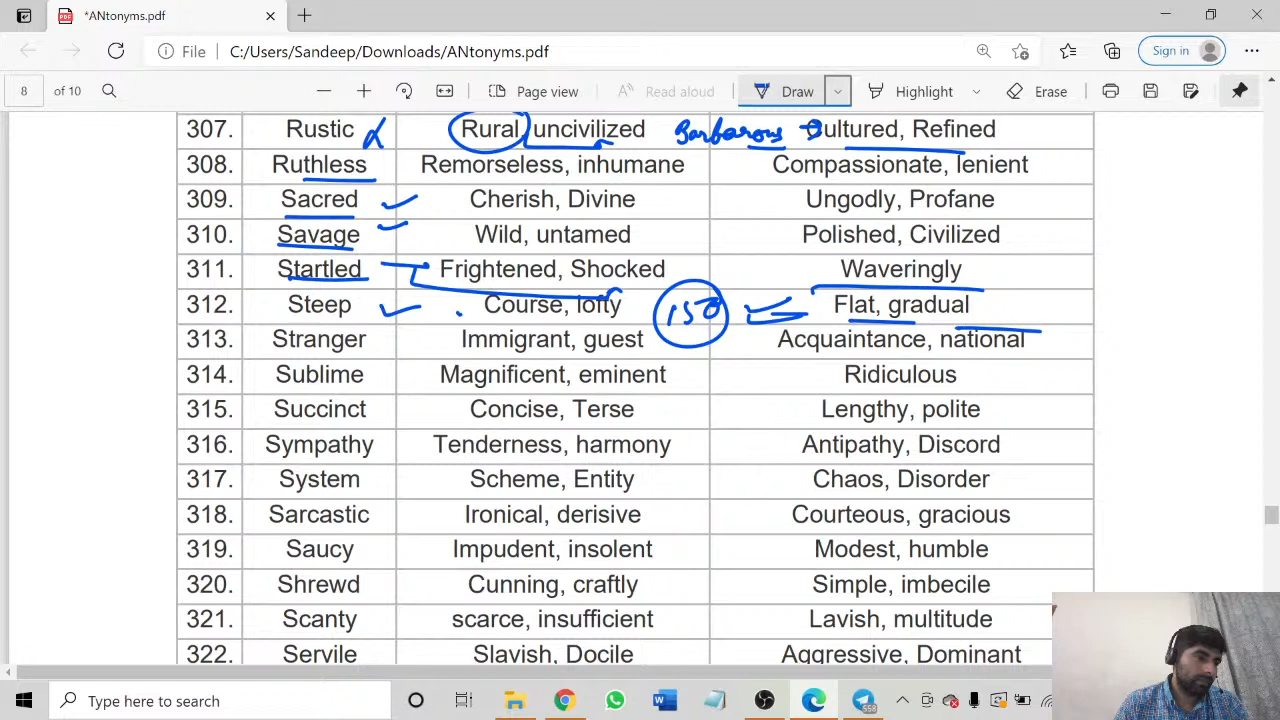 *ANtonyms.pdf
File C:/Users/Sandeep/Downloads/ANtonyms.pdf Sign in
8 of 10 Page view Read aloud Draw Highlight Erase
307. Rustic Rural, uncivilized Barbarous Cultured, Refined
308. Ruthless Remorseless, inhumane Compassionate, lenient
309. Sacred Cherish, Divine Ungodly, Profane
310. Savage Wild, untamed Polished, Civilized
311. Startled Frightened, Shocked Waveringly
312. Steep Course, lofty 150 Flat, gradual
313. Stranger Immigrant, guest Acquaintance, national
314. Sublime Magnificent, eminent Ridiculous
315. Succinct Concise, Terse Lengthy, polite
316. Sympathy Tenderness, harmony Antipathy, Discord
317. System Scheme, Entity Chaos, Disorder
318. Sarcastic Ironical, derisive Courteous, gracious
319. Saucy Impudent, insolent Modest, humble
320. Shrewd Cunning, craftly Simple, imbecile
321. Scanty scarce, insufficient Lavish, multitude
322. Servile Slavish, Docile Aggressive, Dominant
Type here to search 558